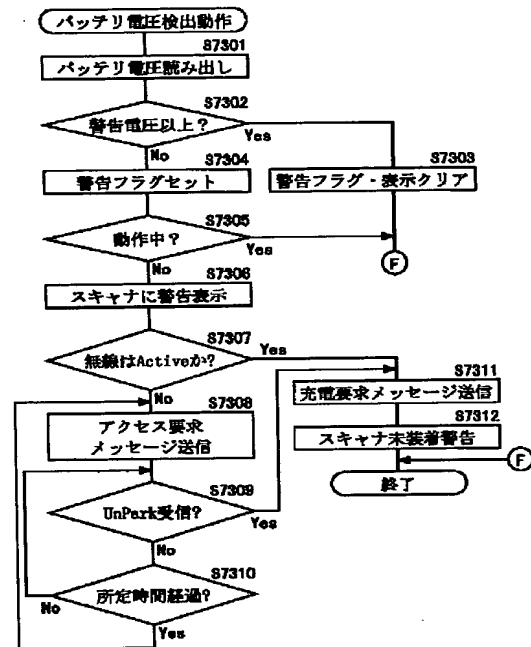 バッテリ電圧検出動作
S7301
バッテリ電圧読み出し
S7302
警告電圧以上?
Yes
No
S7303
警告フラグ・表示クリア
S7304
警告フラグセット
S7305
動作中?
Yes
F
No
S7306
スキャナに警告表示
S7307
無線はActiveか?
Yes
No
S7308
アクセス要求
メッセージ送信
S7309
UnPark受信?
Yes
No
S7310
所定時間経過?
No
Yes
S7311
充電要求メッセージ送信
S7312
スキャナ未装着警告
F
終了